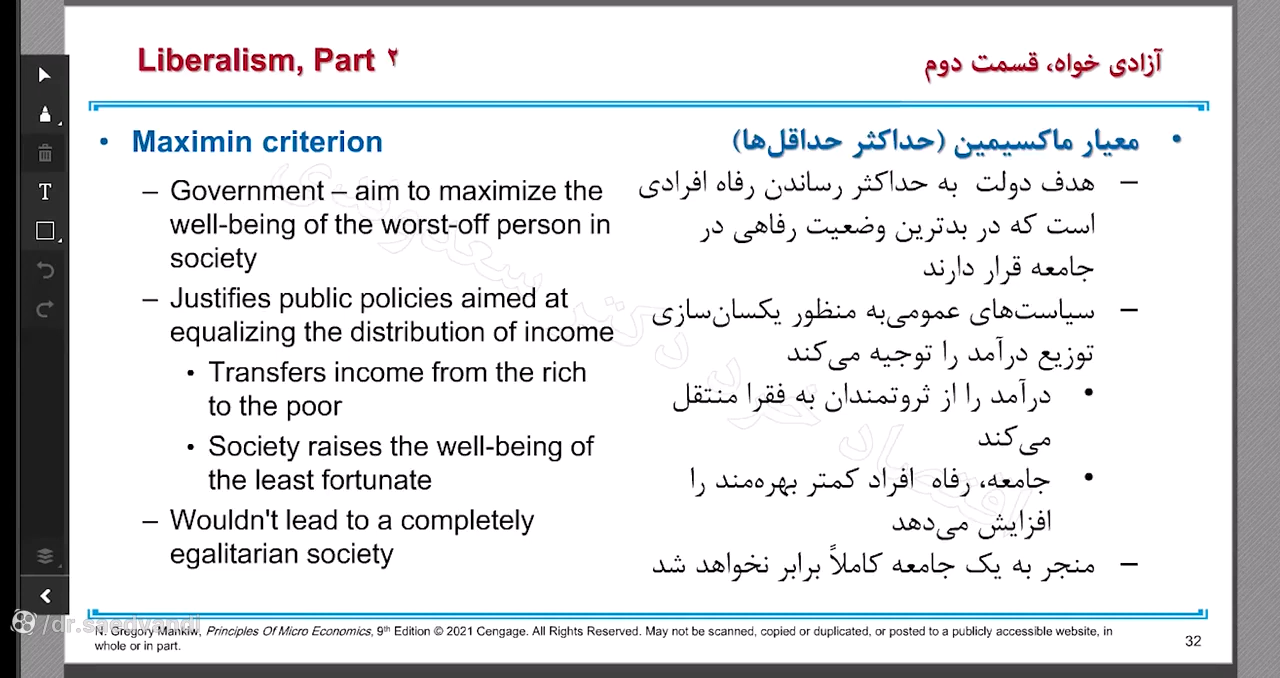 Liberalism, Part ۲
آزادی خواه، قسمت دوم
• Maximin criterion
– Government – aim to maximize the
well-being of the worst-off person in
society
– Justifies public policies aimed at
equalizing the distribution of income
• Transfers income from the rich
to the poor
• Society raises the well-being of
the least fortunate
– Wouldn't lead to a completely
egalitarian society
• معیار ماکسیمین (حداکثر حداقل‌ها)
– هدف دولت به حداکثر رساندن رفاه افرادی
است که در بدترین وضعیت رفاهی در
جامعه قرار دارند
– سیاست‌های عمومی‌به منظور یکسان‌سازی
توزیع درآمد را توجیه می‌کند
• درآمد را از ثروتمندان به فقرا منتقل
می‌کند
• جامعه، رفاه افراد کمتر بهره‌مند را
افزایش می‌دهد
– منجر به یک جامعه کاملاً برابر نخواهد شد
اقتصاد خرد دکتر سعدوندی
/dr.saedvandi
N. Gregory Mankiw, Principles Of Micro Economics, 9th Edition © 2021 Cengage. All Rights Reserved. May not be scanned, copied or duplicated, or posted to a publicly accessible website, in
whole or in part.
32